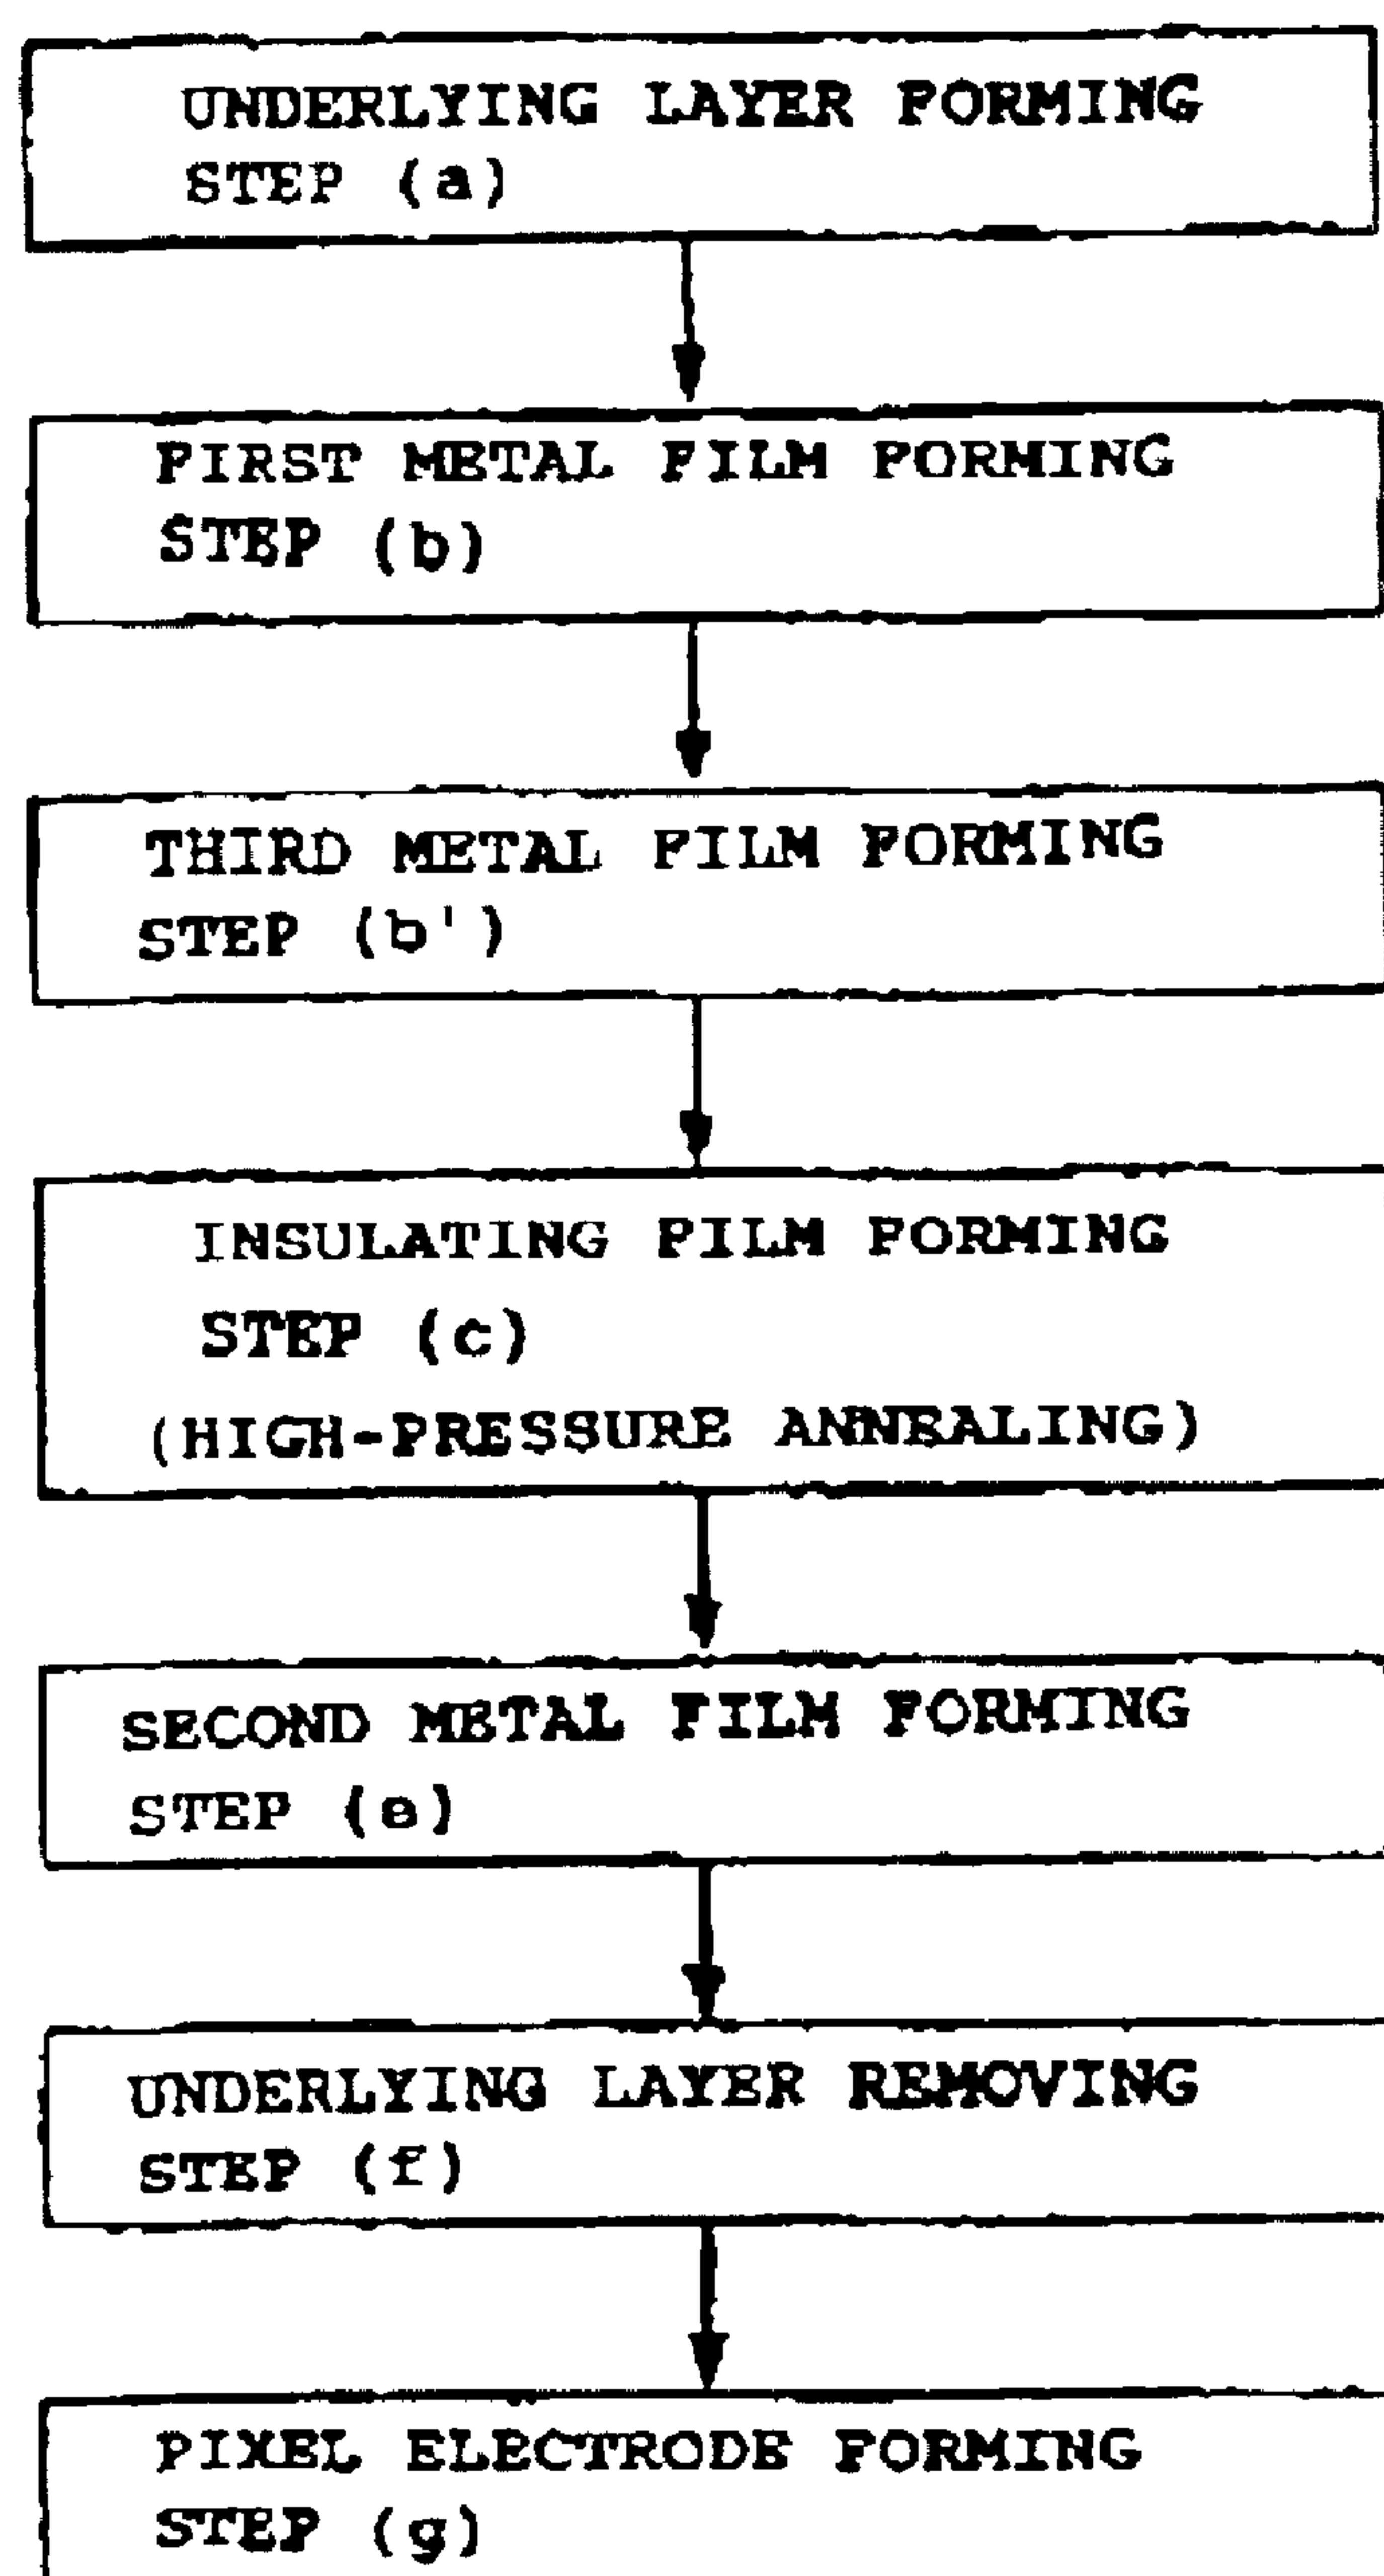 UNDERLYING LAYER FORMING
STEP (a)
FIRST METAL FILM FORMING
STEP (b)
THIRD METAL FILM FORMING
STEP (b')
INSULATING FILM FORMING
STEP (c)
(HIGH-PRESSURE ANNEALING)
SECOND METAL FILM FORMING
STEP (e)
UNDERLYING LAYER REMOVING
STEP (f)
PIXEL ELECTRODE FORMING
STEP (g)